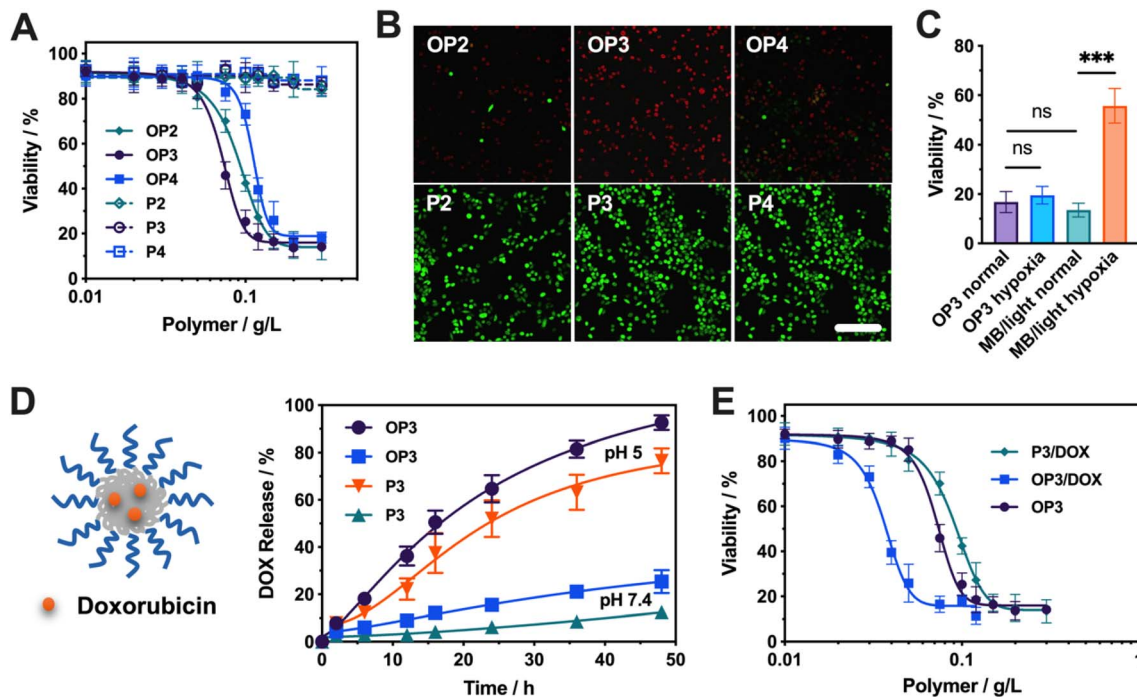 A
100
80
60
40
20
0
Viability / %
OP2
OP3
OP4
P2
P3
P4
0.01
0.1
1
Polymer / g/L
B
OP2
OP3
OP4
P2
P3
P4
C
80
60
40
20
0
Viability / %
***
ns
ns
OP3 normal
OP3 hypoxia
MB/light normal
MB/light hypoxia
D
Doxorubicin
100
80
60
40
20
0
DOX Release / %
OP3
OP3
P3
P3
pH 5
pH 7.4
0
10
20
30
40
50
Time / h
E
100
80
60
40
20
0
Viability / %
P3/DOX
OP3/DOX
OP3
0.01
0.1
1
Polymer / g/L